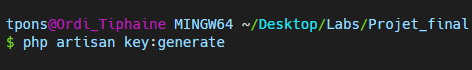 tpons@Ordi_Tiphaine MINGW64 ~/Desktop/Labs/Projet_final
$ php artisan key:generate